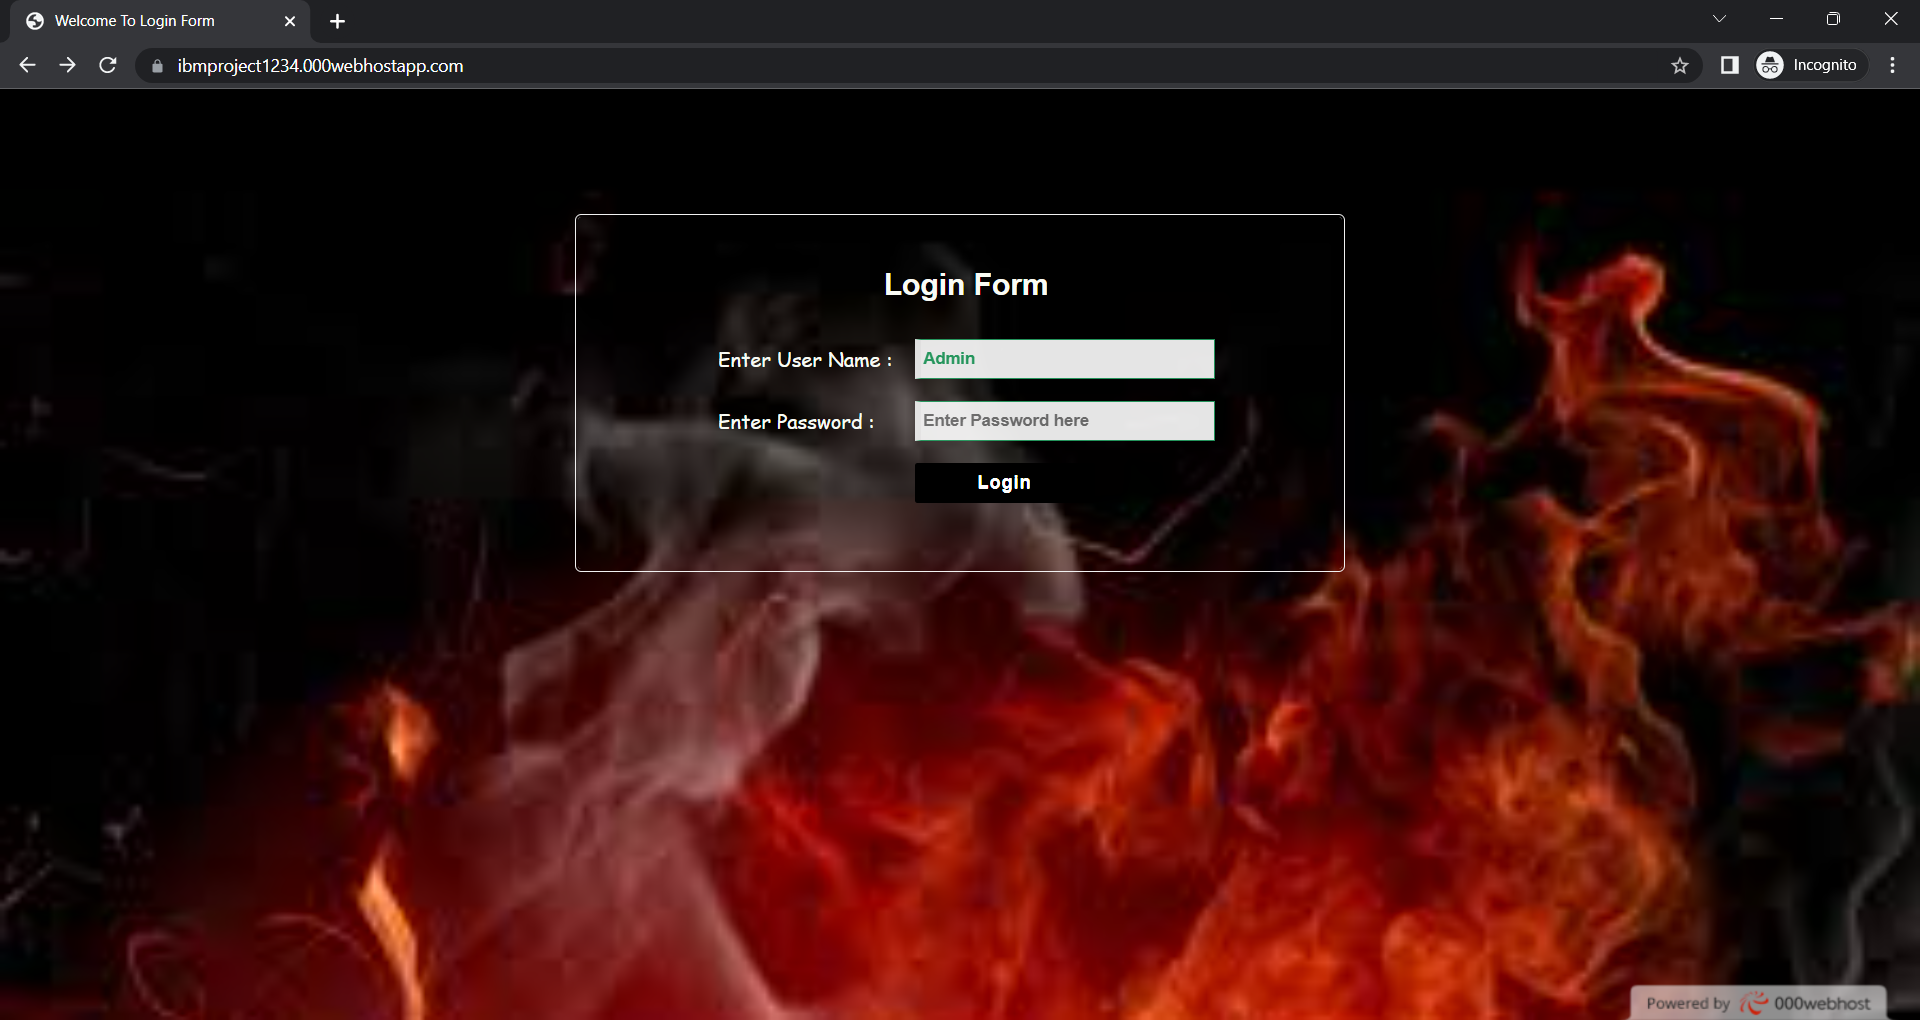 Welcome To Login Form
ibmproject1234.000webhostapp.com
Incognito
Login Form
Enter User Name :
Admin
Enter Password :
Enter Password here
Login
Powered by 000webhost